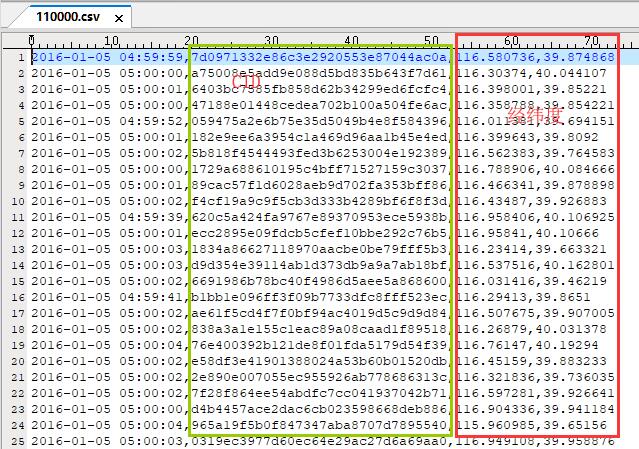 110000.csv
0 10 20 30 40 50 60 70
1 2016-01-05 04:59:59,7d0971332e86c3e2920553e87044ac0a,116.580736,39.874868
2 2016-01-05 05:00:00,a75008e5add9e088d5bd835b643f7d61,116.30374,40.044107
CID
3 2016-01-05 05:00:01,116.398001,39.85221
4 2016-01-05 05:00:00,47188e01448cedea702b100a504fe6ac,39.854221
经纬度
5 2016-01-05 04:59:52,059475a2e6b75e35d5049b4e8f584396,39.694151
6 2016-01-05 05:00:01,182e9ee6a3954c1a469d96aa1b45e4ed,116.399643,39.8092
7 2016-01-05 05:00:02,5b818f4544493fed3b6253004e192389,116.562383,39.764583
8 2016-01-05 05:00:00,1729a688610195c4bff71527159c3037,116.788906,40.084666
9 2016-01-05 05:00:01,89cac57f1d6028aeb9d702fa353bff86,116.466341,39.878898
10 2016-01-05 05:00:02,f4cf19a9c9f5cb3d333b4289bf6f8f3d,116.43487,39.926883
11 2016-01-05 04:59:39,620c5a424fa9767e89370953ece5938b,116.958406,40.106925
12 2016-01-05 05:00:01,ecc2895e09fdcb5cfef10bbe292c76b5,116.95841,40.10666
13 2016-01-05 05:00:03,1834a86627118970aacbe0be79fff5b3,116.23414,39.663321
14 2016-01-05 05:00:03,d9d354e39114ab1d373db9a9a7ab18bf,116.537516,40.162801
15 2016-01-05 05:00:02,6691986b78bc40f4986d5aee5a868600,116.031416,39.46219
16 2016-01-05 04:59:41,b1bb1e096ff3f09b7733dfc8fff523ec,116.29413,39.8651
17 2016-01-05 05:00:02,ae61f5cd4f7f0bf94ac4019d5c9d9d84,116.507675,39.907005
18 2016-01-05 05:00:02,838a3a1e155c1eac89a08caad1f89518,116.26879,40.031378
19 2016-01-05 05:00:04,76e400392b121de8f01fda5179d54f39,116.76147,40.19294
20 2016-01-05 05:00:02,e58df3e41901388024a53b60b01520db,116.45159,39.883233
21 2016-01-05 05:00:02,2e890e007055ec955926ab778686313c,116.321836,39.736035
22 2016-01-05 05:00:02,7f28f864ee54abdfc7cc041937042b71,116.597281,39.926641
23 2016-01-05 05:00:00,d4b4457ace2dac6cb023598668deb886,116.904336,39.941184
24 2016-01-05 05:00:04,965a19f5b0f847347aba8707d7895540,115.960985,39.65156
25 2016-01-05 05:00:03,0319ec3977d60ec64e29ac27d6a69aa0,116.949108,39.958876